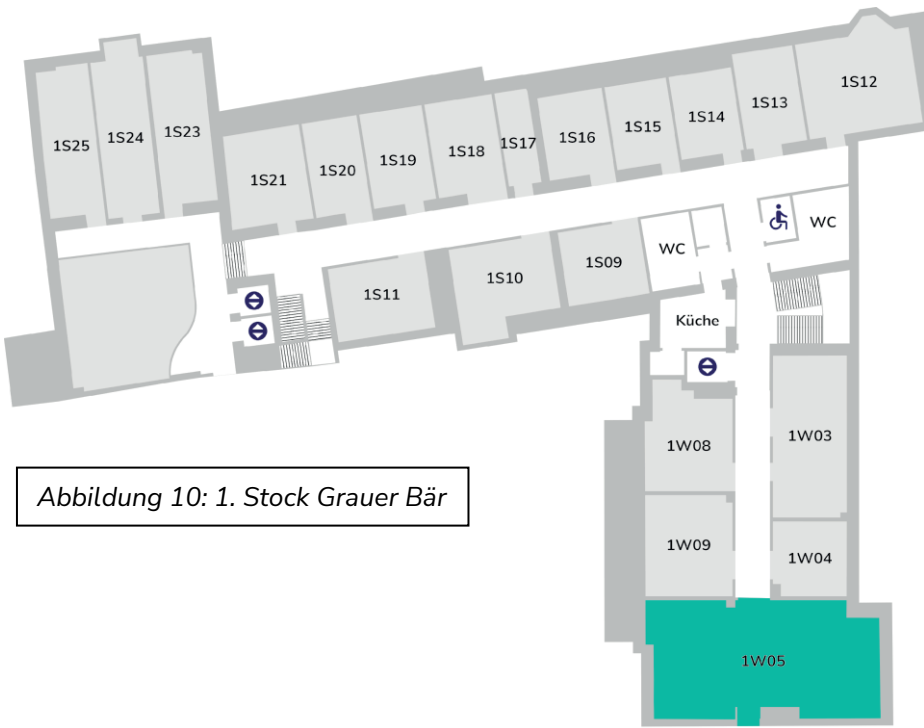 1S25
1S24
1S23
1S21
1S20
1S19
1S18
1S17
1S16
1S15
1S14
1S13
1S12
1S11
1S10
1S09
WC
WC
Küche
1W08
1W03
1W09
1W04
1W05
Abbildung 10: 1. Stock Grauer Bär